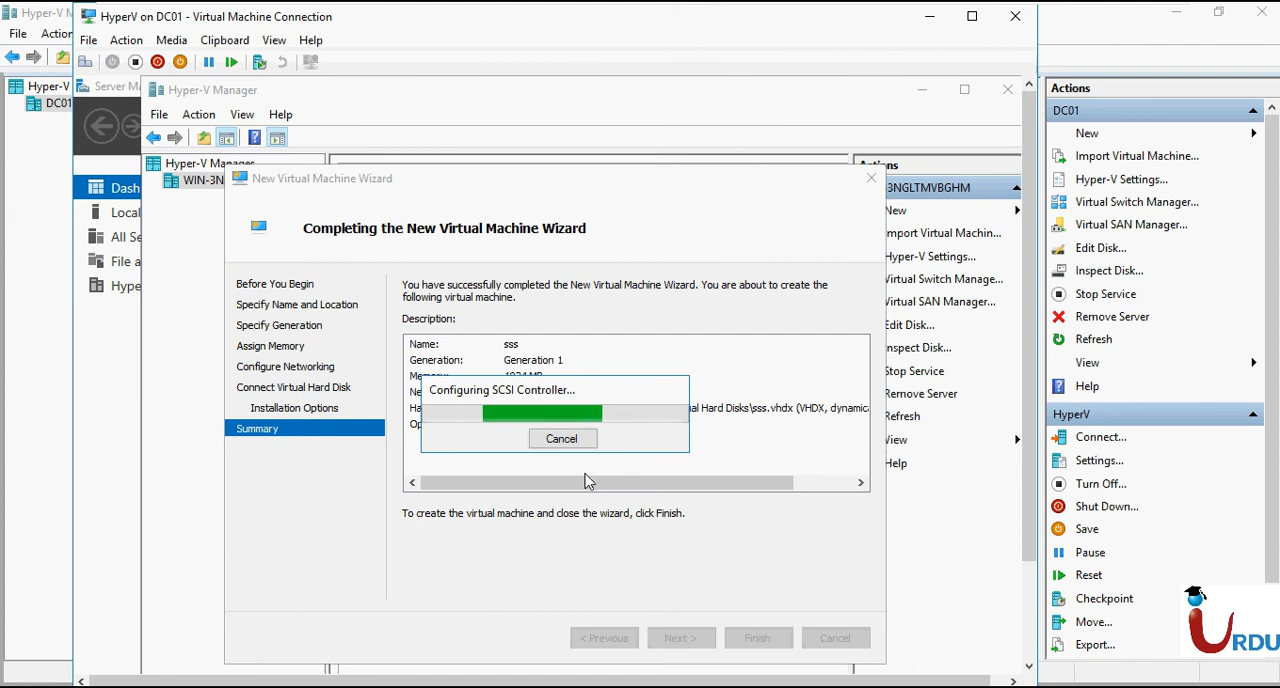 Hyper-V M
File Action
Hyper-V
DC01
HyperV on DC01 - Virtual Machine Connection
File Action Media Clipboard View Help
Server Ma
Dash
Local
All Se
File a
Hype
Hyper-V Manager
File Action View Help
Hyper-V Manager
WIN-3N
Actions
3NGLTMVBGHM
New
mport Virtual Machin...
Hyper-V Settings...
Virtual Switch Manage...
Virtual SAN Manager...
Edit Disk...
nspect Disk...
Stop Service
Remove Server
Refresh
View
Help
New Virtual Machine Wizard
Completing the New Virtual Machine Wizard
Before You Begin
Specify Name and Location
Specify Generation
Assign Memory
Configure Networking
Connect Virtual Hard Disk
Installation Options
Summary
You have successfully completed the New Virtual Machine Wizard. You are about to create the
following virtual machine.
Description:
Name: sss
Generation: Generation 1
1024 MB
Configuring SCSI Controller...
Cancel
ual Hard Disks\sss.vhdx (VHDX, dynamica
To create the virtual machine and close the wizard, click Finish.
< Previous Next > Finish Cancel
Actions
DC01
New
Import Virtual Machine...
Hyper-V Settings...
Virtual Switch Manager...
Virtual SAN Manager...
Edit Disk...
Inspect Disk...
Stop Service
Remove Server
Refresh
View
Help
HyperV
Connect...
Settings...
Turn Off...
Shut Down...
Save
Pause
Reset
Checkpoint
Move...
Export...
URDU